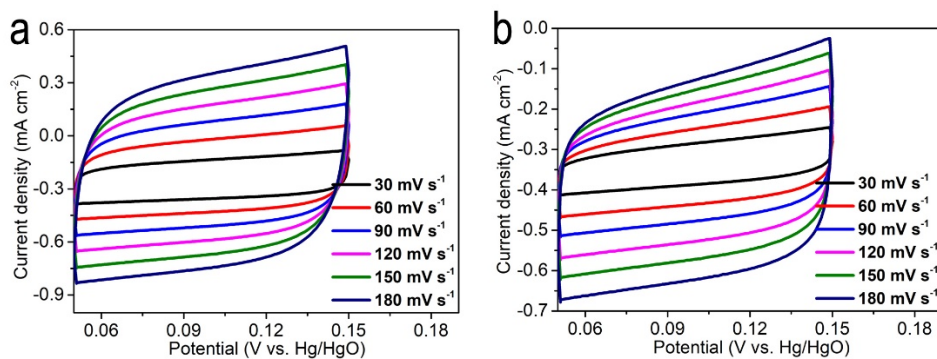 a
Current density (mA cm-2)
0.6
0.3
0.0
-0.3
-0.6
-0.9
30 mV s-1
60 mV s-1
90 mV s-1
120 mV s-1
150 mV s-1
180 mV s-1
0.06 0.09 0.12 0.15 0.18
Potential (V vs. Hg/HgO)
b
Current density (mA cm-2)
0.0
-0.1
-0.2
-0.3
-0.4
-0.5
-0.6
-0.7
30 mV s-1
60 mV s-1
90 mV s-1
120 mV s-1
150 mV s-1
180 mV s-1
0.06 0.09 0.12 0.15 0.18
Potential (V vs. Hg/HgO)